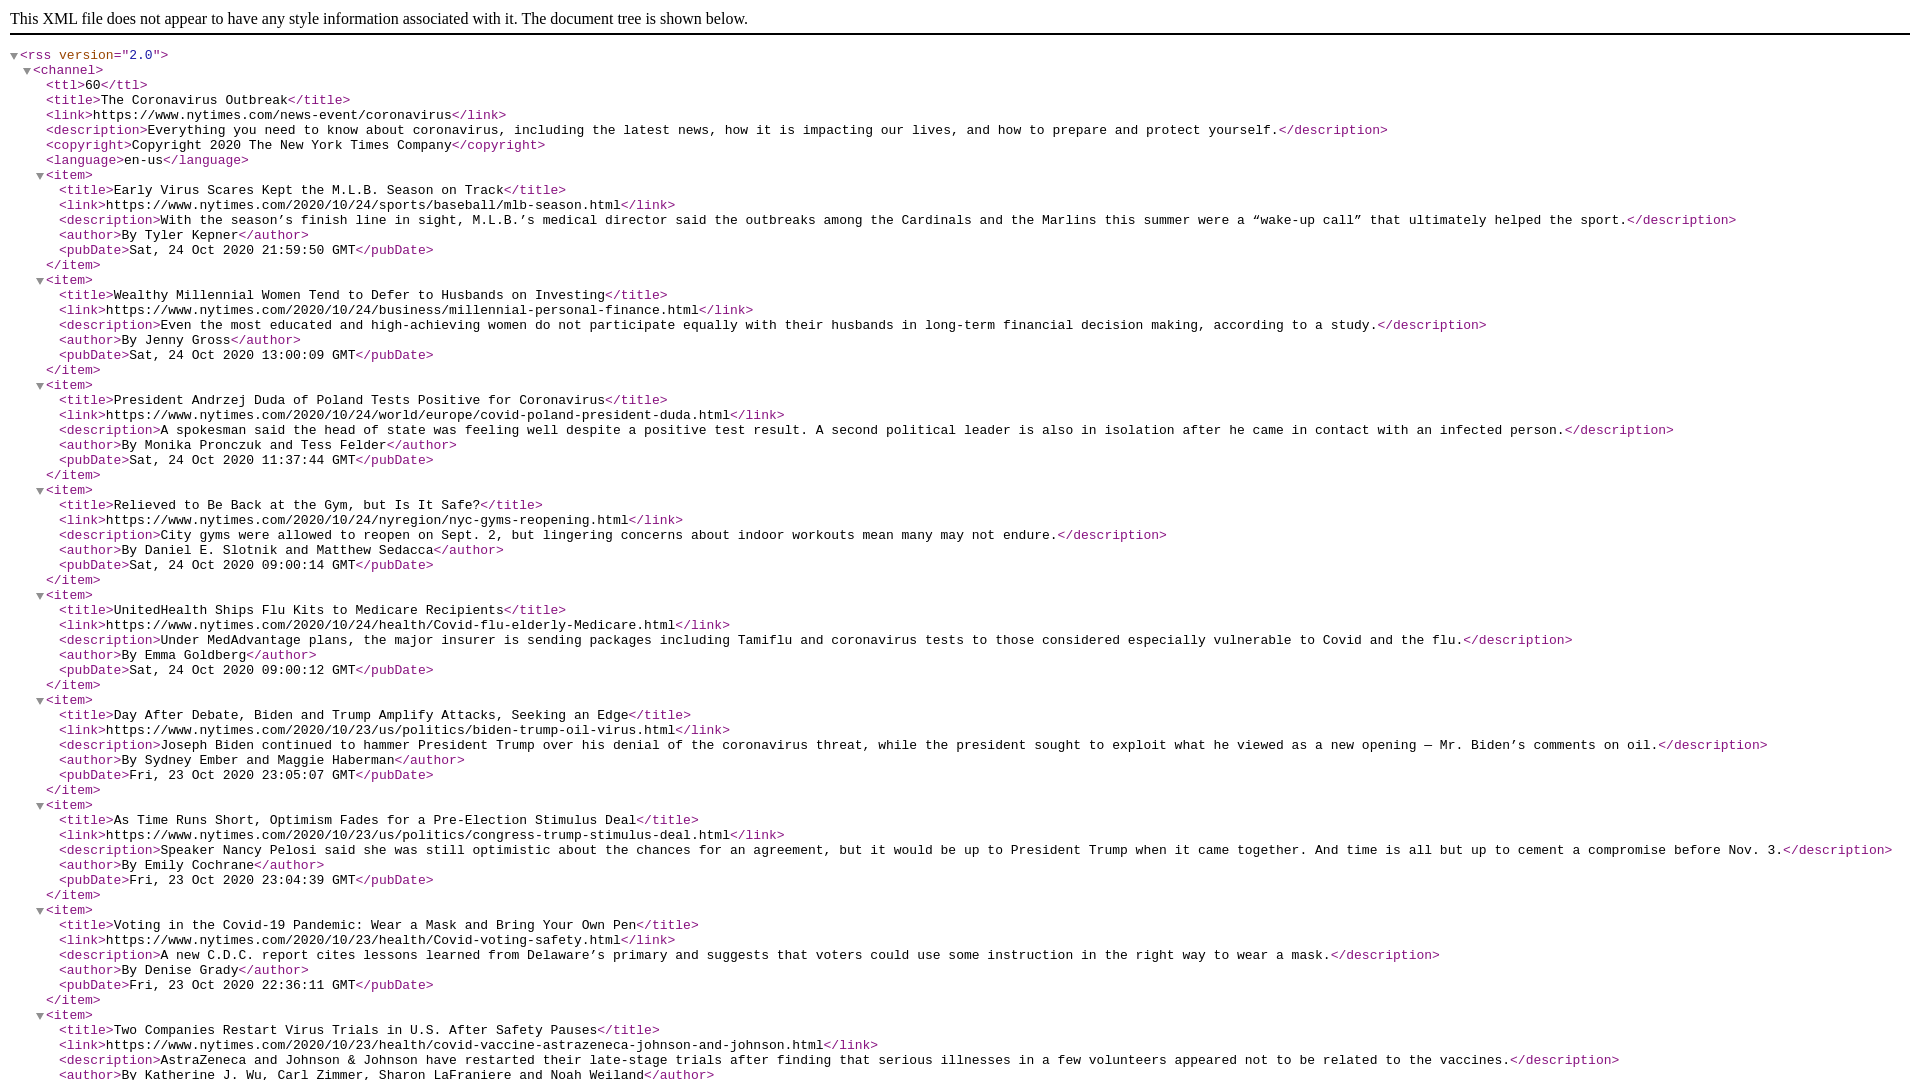 This XML file does not appear to have any style information associated with it. The document tree is shown below.
<rss version="2.0">
<channel>
<ttl>60</ttl>
<title>The Coronavirus Outbreak</title>
<link>https://www.nytimes.com/news-event/coronavirus</link>
<description>Everything you need to know about coronavirus, including the latest news, how it is impacting our lives, and how to prepare and protect yourself.</description>
<copyright>Copyright 2020 The New York Times Company</copyright>
<language>en-us</language>
<item>
<title>Early Virus Scares Kept the M.L.B. Season on Track</title>
<link>https://www.nytimes.com/2020/10/24/sports/baseball/mlb-season.html</link>
<description>With the season’s finish line in sight, M.L.B.’s medical director said the outbreaks among the Cardinals and the Marlins this summer were a “wake-up call” that ultimately helped the sport.</description>
<author>By Tyler Kepner</author>
<pubDate>Sat, 24 Oct 2020 21:59:50 GMT</pubDate>
</item>
<item>
<title>Wealthy Millennial Women Tend to Defer to Husbands on Investing</title>
<link>https://www.nytimes.com/2020/10/24/business/millennial-personal-finance.html</link>
<description>Even the most educated and high-achieving women do not participate equally with their husbands in long-term financial decision making, according to a study.</description>
<author>By Jenny Gross</author>
<pubDate>Sat, 24 Oct 2020 13:00:09 GMT</pubDate>
</item>
<item>
<title>President Andrzej Duda of Poland Tests Positive for Coronavirus</title>
<link>https://www.nytimes.com/2020/10/24/world/europe/covid-poland-president-duda.html</link>
<description>A spokesman said the head of state was feeling well despite a positive test result. A second political leader is also in isolation after he came in contact with an infected person.</description>
<author>By Monika Pronczuk and Tess Felder</author>
<pubDate>Sat, 24 Oct 2020 11:37:44 GMT</pubDate>
</item>
<item>
<title>Relieved to Be Back at the Gym, but Is It Safe?</title>
<link>https://www.nytimes.com/2020/10/24/nyregion/nyc-gyms-reopening.html</link>
<description>City gyms were allowed to reopen on Sept. 2, but lingering concerns about indoor workouts mean many may not endure.</description>
<author>By Daniel E. Slotnik and Matthew Sedacca</author>
<pubDate>Sat, 24 Oct 2020 09:00:14 GMT</pubDate>
</item>
<item>
<title>UnitedHealth Ships Flu Kits to Medicare Recipients</title>
<link>https://www.nytimes.com/2020/10/24/health/Covid-flu-elderly-Medicare.html</link>
<description>Under MedAdvantage plans, the major insurer is sending packages including Tamiflu and coronavirus tests to those considered especially vulnerable to Covid and the flu.</description>
<author>By Emma Goldberg</author>
<pubDate>Sat, 24 Oct 2020 09:00:12 GMT</pubDate>
</item>
<item>
<title>Day After Debate, Biden and Trump Amplify Attacks, Seeking an Edge</title>
<link>https://www.nytimes.com/2020/10/23/us/politics/biden-trump-oil-virus.html</link>
<description>Joseph Biden continued to hammer President Trump over his denial of the coronavirus threat, while the president sought to exploit what he viewed as a new opening — Mr. Biden’s comments on oil.</description>
<author>By Sydney Ember and Maggie Haberman</author>
<pubDate>Fri, 23 Oct 2020 23:05:07 GMT</pubDate>
</item>
<item>
<title>As Time Runs Short, Optimism Fades for a Pre-Election Stimulus Deal</title>
<link>https://www.nytimes.com/2020/10/23/us/politics/congress-trump-stimulus-deal.html</link>
<description>Speaker Nancy Pelosi said she was still optimistic about the chances for an agreement, but it would be up to President Trump when it came together. And time is all but up to cement a compromise before Nov. 3.</description>
<author>By Emily Cochrane</author>
<pubDate>Fri, 23 Oct 2020 23:04:39 GMT</pubDate>
</item>
<item>
<title>Voting in the Covid-19 Pandemic: Wear a Mask and Bring Your Own Pen</title>
<link>https://www.nytimes.com/2020/10/23/health/Covid-voting-safety.html</link>
<description>A new C.D.C. report cites lessons learned from Delaware’s primary and suggests that voters could use some instruction in the right way to wear a mask.</description>
<author>By Denise Grady</author>
<pubDate>Fri, 23 Oct 2020 22:36:11 GMT</pubDate>
</item>
<item>
<title>Two Companies Restart Virus Trials in U.S. After Safety Pauses</title>
<link>https://www.nytimes.com/2020/10/23/health/covid-vaccine-astrazeneca-johnson-and-johnson.html</link>
<description>AstraZeneca and Johnson & Johnson have restarted their late-stage trials after finding that serious illnesses in a few volunteers appeared not to be related to the vaccines.</description>
<author>By Katherine J. Wu, Carl Zimmer, Sharon LaFraniere and Noah Weiland</author>